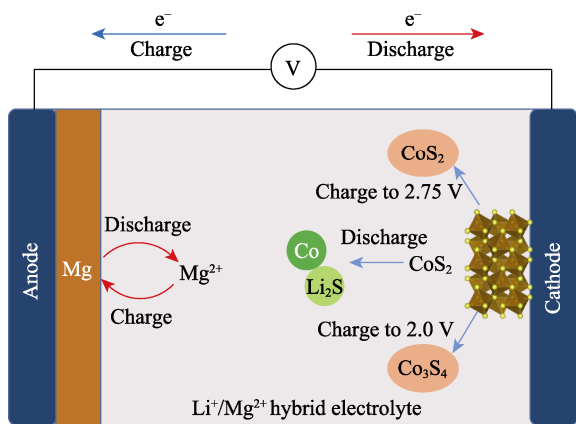 e⁻
Charge
e⁻
Discharge
V
CoS₂
Charge to 2.75 V
Discharge
Co
CoS₂
Li₂S
Charge to 2.0 V
Co₃S₄
Anode
Mg
Discharge
Mg²⁺
Charge
Cathode
Li⁺/Mg²⁺ hybrid electrolyte